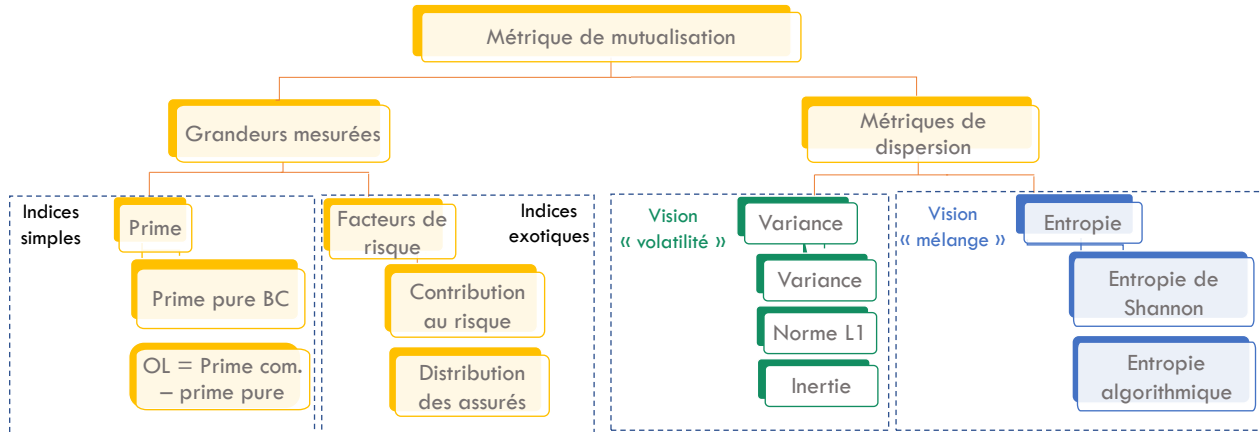 Métrique de mutualisation
Grandeurs mesurées
Métriques de
dispersion
Indices
simples
Prime
Prime pure BC
OL = Prime com.
– prime pure
Facteurs de
risque
Indices
exotiques
Contribution
au risque
Distribution
des assurés
Vision
« volatilité »
Variance
Variance
Norme L1
Inertie
Vision
« mélange »
Entropie
Entropie de
Shannon
Entropie
algorithmique